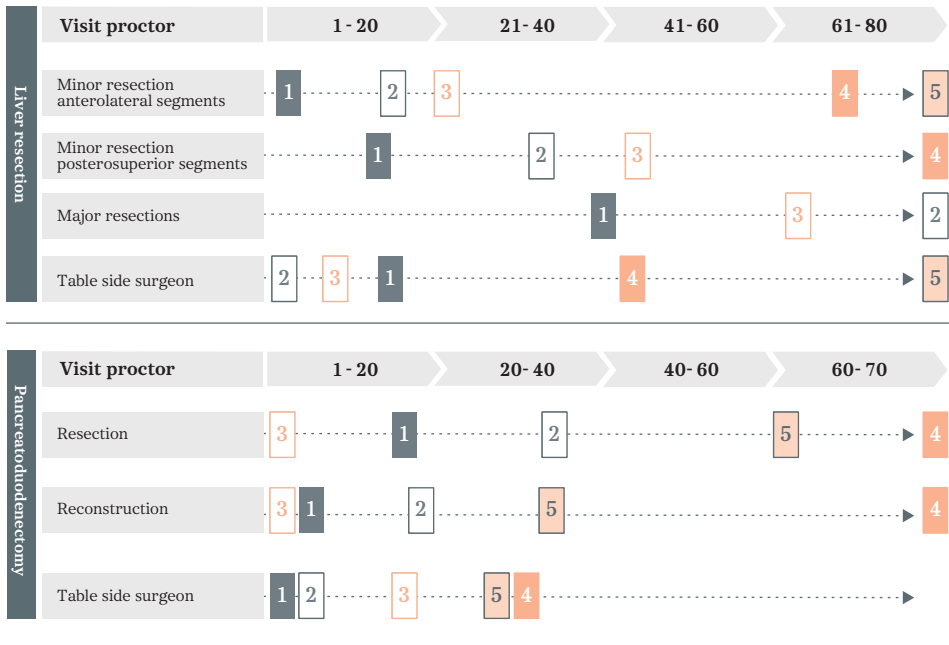 Liver resection
Visit proctor 1 - 20 21 - 40 41 - 60 61 - 80
Minor resection
anterolateral segments
1 2 3 4 5
Minor resection
posterosuperior segments
1 2 3 4
Major resections
1 3 2
Table side surgeon
2 3 1 4 5
Pancreatoduodenectomy
Visit proctor 1 - 20 20 - 40 40 - 60 60 - 70
Resection
3 1 2 5 4
Reconstruction
3 1 2 5 4
Table side surgeon
1 2 3 5 4